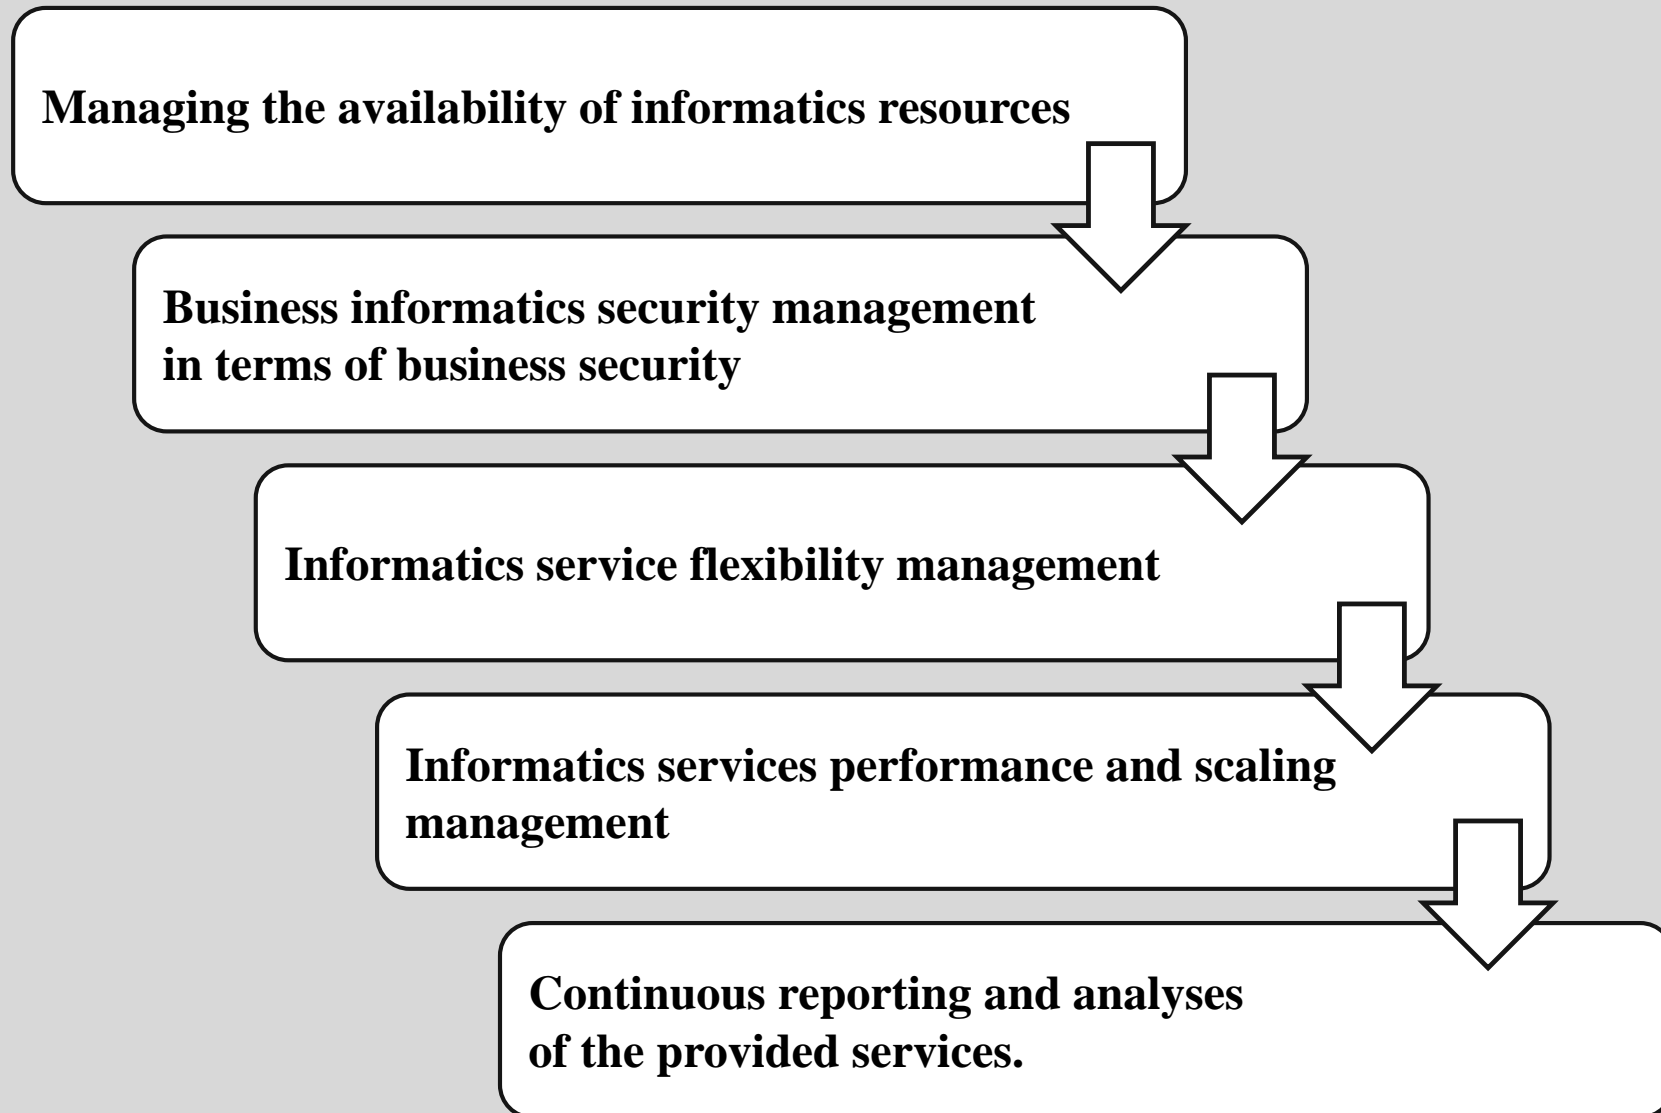 Managing the availability of informatics resources
Business informatics security management
in terms of business security
Informatics service flexibility management
Informatics services performance and scaling
management
Continuous reporting and analyses
of the provided services.